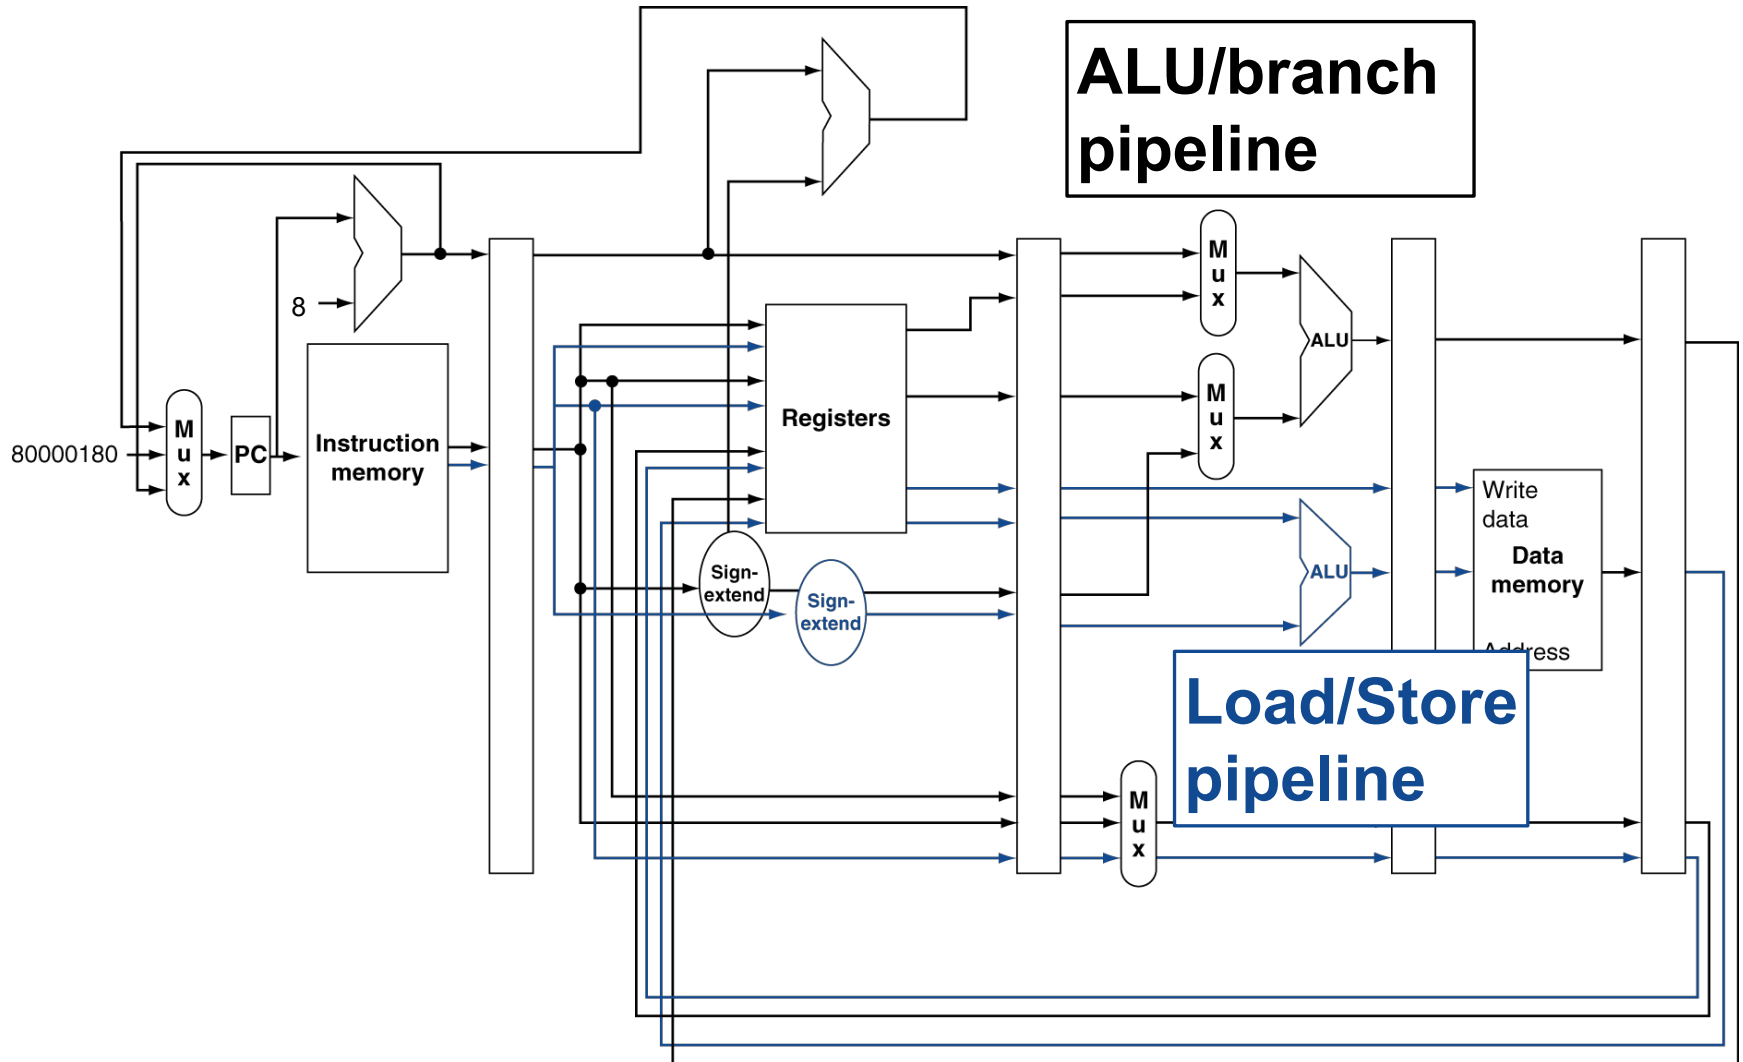 ALU/branch
pipeline
8
M
u
x
M
u
x
ALU
Registers
80000180
M
u
x
PC
Instruction
memory
Write
data
Data
memory
Address
Sign-
extend
Sign-
extend
ALU
Load/Store
pipeline
M
u
x